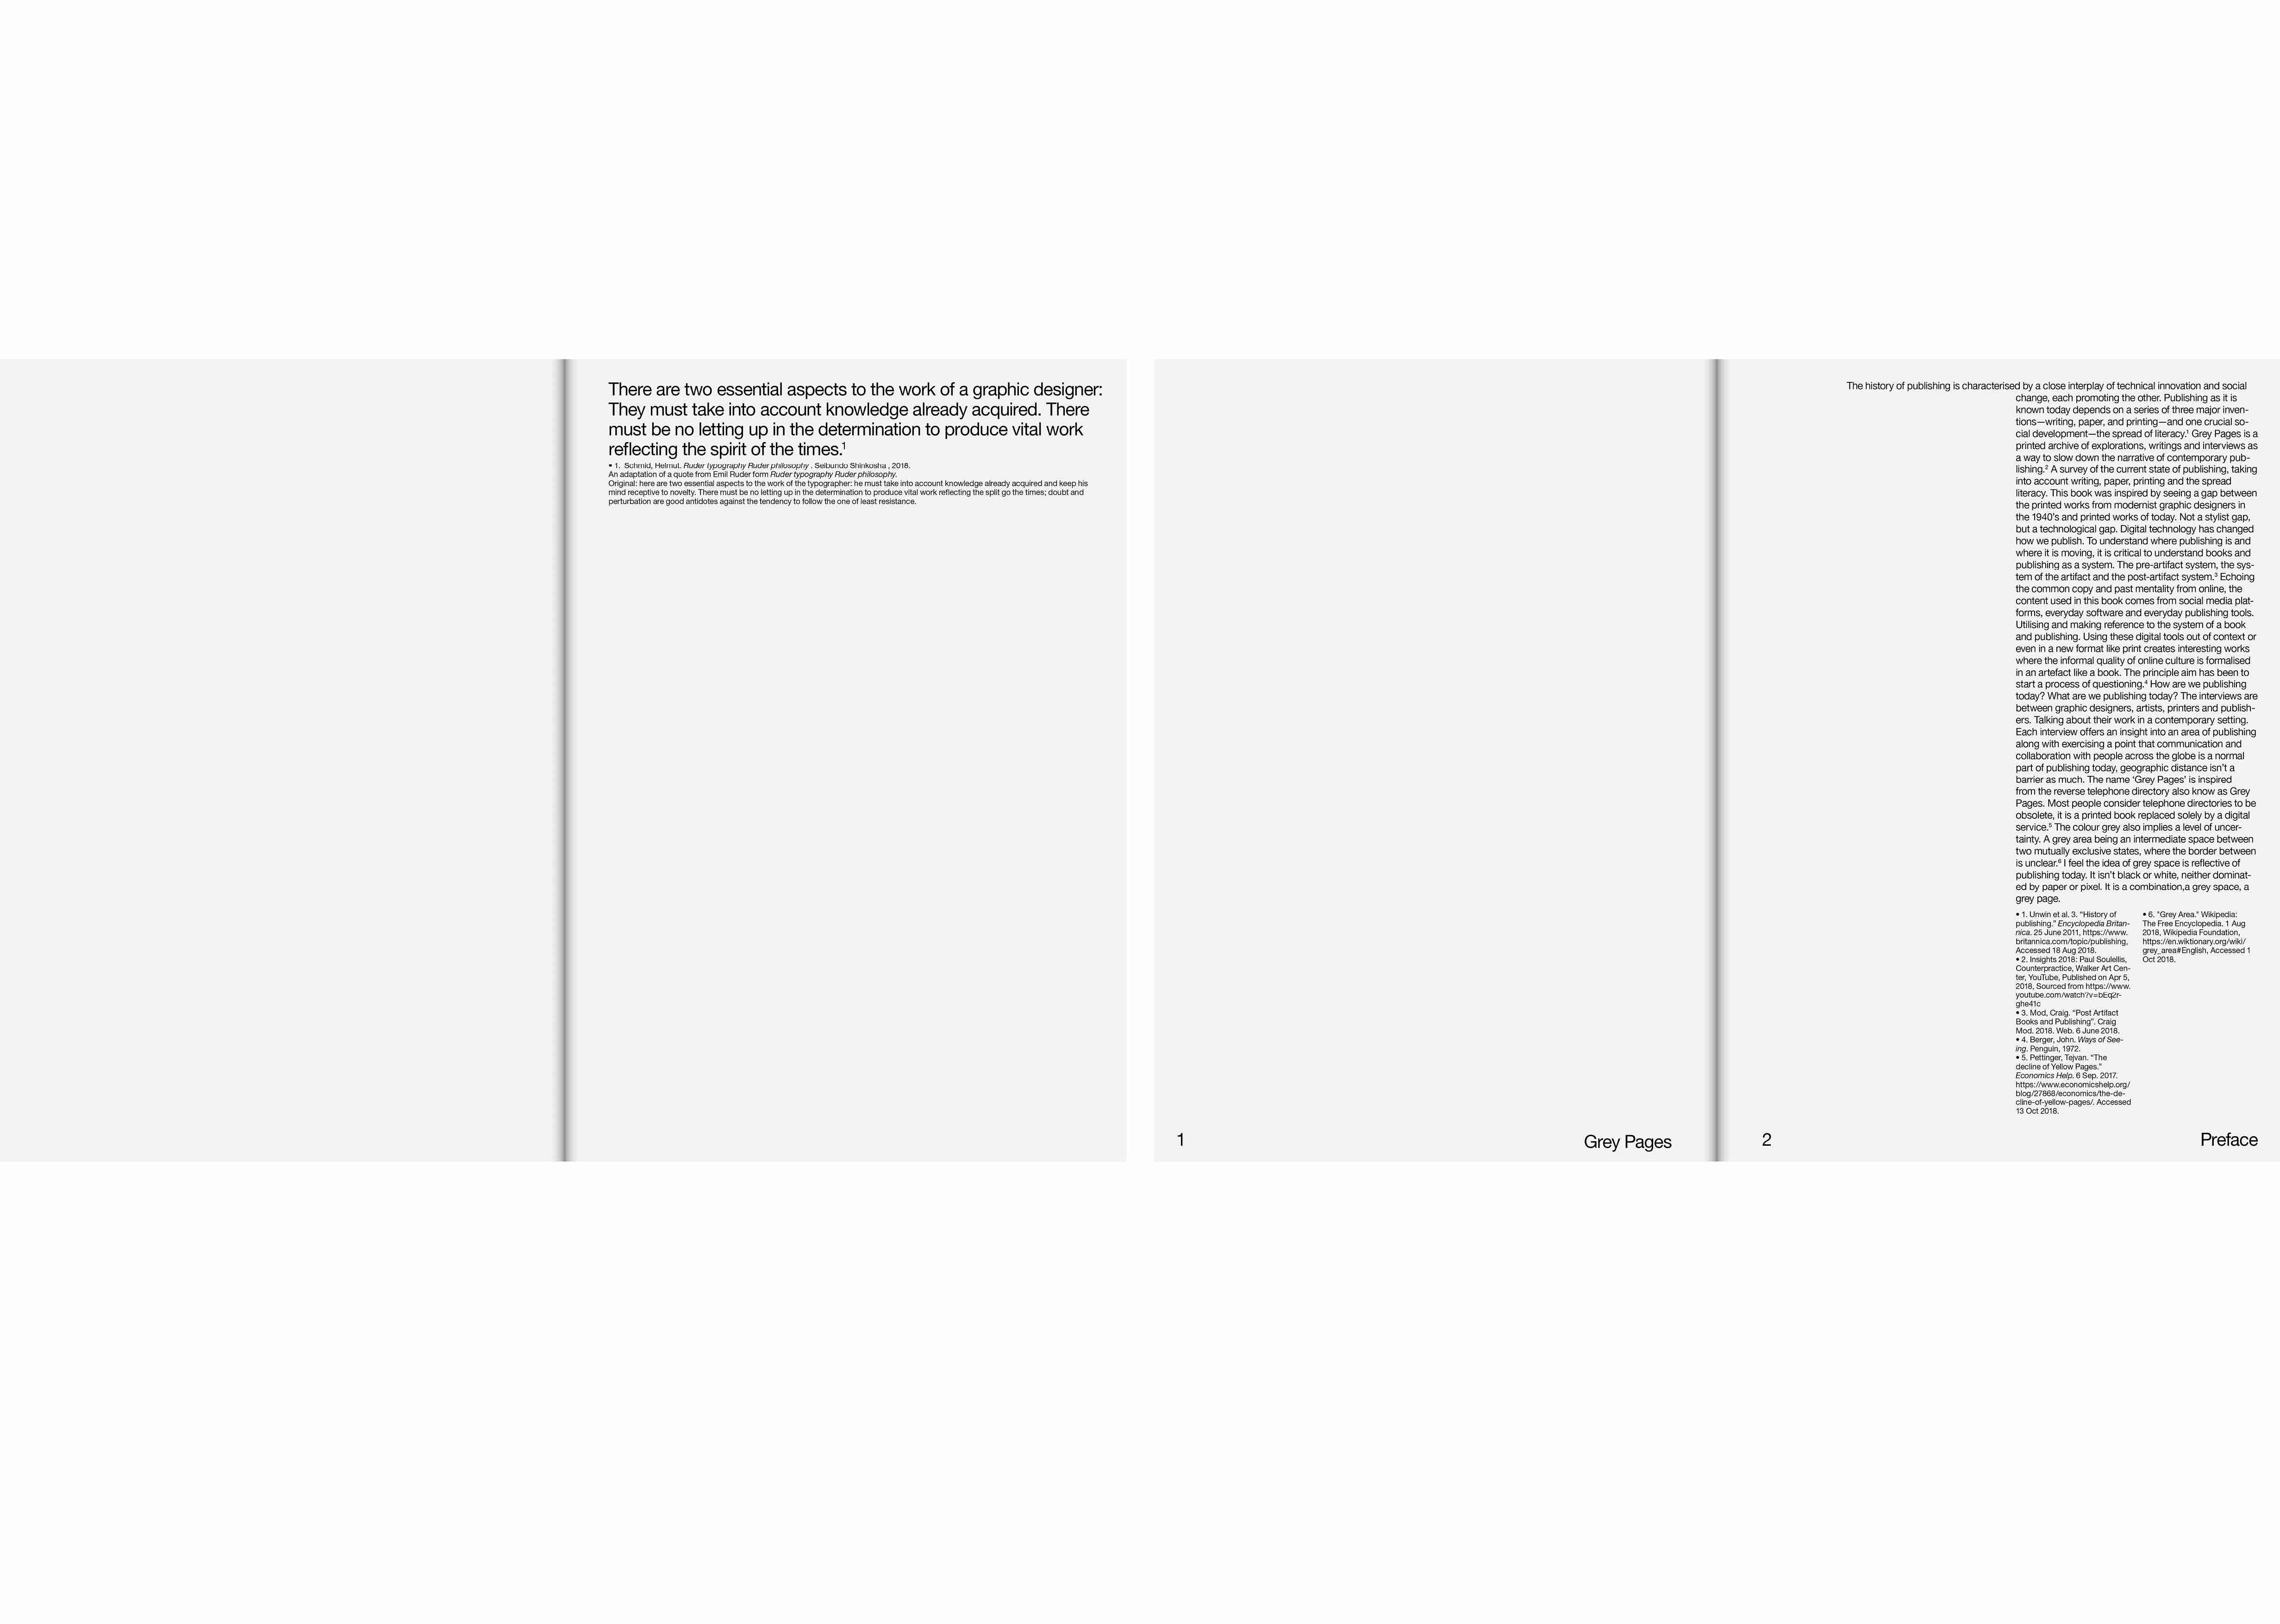 There are two essential aspects to the work of a graphic designer:
They must take into account knowledge already acquired. There
must be no letting up in the determination to produce vital work
reflecting the spirit of the times.¹
• 1. Schmid, Helmut. Ruder typography Ruder philosophy . Seibundo Shinkosha , 2018.
An adaptation of a quote from Emil Ruder form Ruder typography Ruder philosophy.
Original: here are two essential aspects to the work of the typographer: he must take into account knowledge already acquired and keep his
mind receptive to novelty. There must be no letting up in the determination to produce vital work reflecting the split go the times; doubt and
perturbation are good antidotes against the tendency to follow the one of least resistance.
1
Grey Pages
The history of publishing is characterised by a close interplay of technical innovation and social
change, each promoting the other. Publishing as it is
known today depends on a series of three major inven-
tions—writing, paper, and printing—and one crucial so-
cial development—the spread of literacy.¹ Grey Pages is a
printed archive of explorations, writings and interviews as
a way to slow down the narrative of contemporary pub-
lishing.² A survey of the current state of publishing, taking
into account writing, paper, printing and the spread
literacy. This book was inspired by seeing a gap between
the printed works from modernist graphic designers in
the 1940's and printed works of today. Not a stylist gap,
but a technological gap. Digital technology has changed
how we publish. To understand where publishing is and
where it is moving, it is critical to understand books and
publishing as a system. The pre-artifact system, the sys-
tem of the artifact and the post-artifact system.³ Echoing
the common copy and past mentality from online, the
content used in this book comes from social media plat-
forms, everyday software and everyday publishing tools.
Utilising and making reference to the system of a book
and publishing. Using these digital tools out of context or
even in a new format like print creates interesting works
where the informal quality of online culture is formalised
in an artefact like a book. The principle aim has been to
start a process of questioning.⁴ How are we publishing
today? What are we publishing today? The interviews are
between graphic designers, artists, printers and publish-
ers. Talking about their work in a contemporary setting.
Each interview offers an insight into an area of publishing
along with exercising a point that communication and
collaboration with people across the globe is a normal
part of publishing today, geographic distance isn't a
barrier as much. The name ‘Grey Pages’ is inspired
from the reverse telephone directory also know as Grey
Pages. Most people consider telephone directories to be
obsolete, it is a printed book replaced solely by a digital
service.⁵ The colour grey also implies a level of uncer-
tainty. A grey area being an intermediate space between
two mutually exclusive states, where the border between
is unclear.⁶ I feel the idea of grey space is reflective of
publishing today. It isn't black or white, neither dominat-
ed by paper or pixel. It is a combination,a grey space, a
grey page.
• 1. Unwin et al. 3. “History of
publishing.” Encyclopedia Britan-
nica. 25 June 2011, https://www.
britannica.com/topic/publishing,
Accessed 18 Aug 2018.
• 2. Insights 2018: Paul Soulellis,
Counterpractice, Walker Art Cen-
ter, YouTube, Published on Apr 5,
2018, Sourced from https://www.
youtube.com/watch?v=bEq2r-
ghe41c
• 3. Mod, Craig. “Post Artifact
Books and Publishing”. Craig
Mod. 2018. Web. 6 June 2018.
• 4. Berger, John. Ways of See-
ing. Penguin, 1972.
• 5. Pettinger, Tejvan. “The
decline of Yellow Pages.”
Economics Help. 6 Sep. 2017.
https://www.economicshelp.org/
blog/27868/economics/the-de-
cline-of-yellow-pages/. Accessed
13 Oct 2018.
• 6. "Grey Area." Wikipedia:
The Free Encyclopedia. 1 Aug
2018, Wikipedia Foundation,
https://en.wiktionary.org/wiki/
grey_area#English, Accessed 1
Oct 2018.
2
Preface